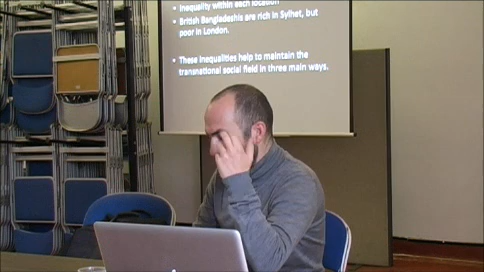 Inequality within each location
British Bangladeshis are rich in Sylhet, but
poor in London.
These inequalities help to maintain the
transnational social field in three main ways.